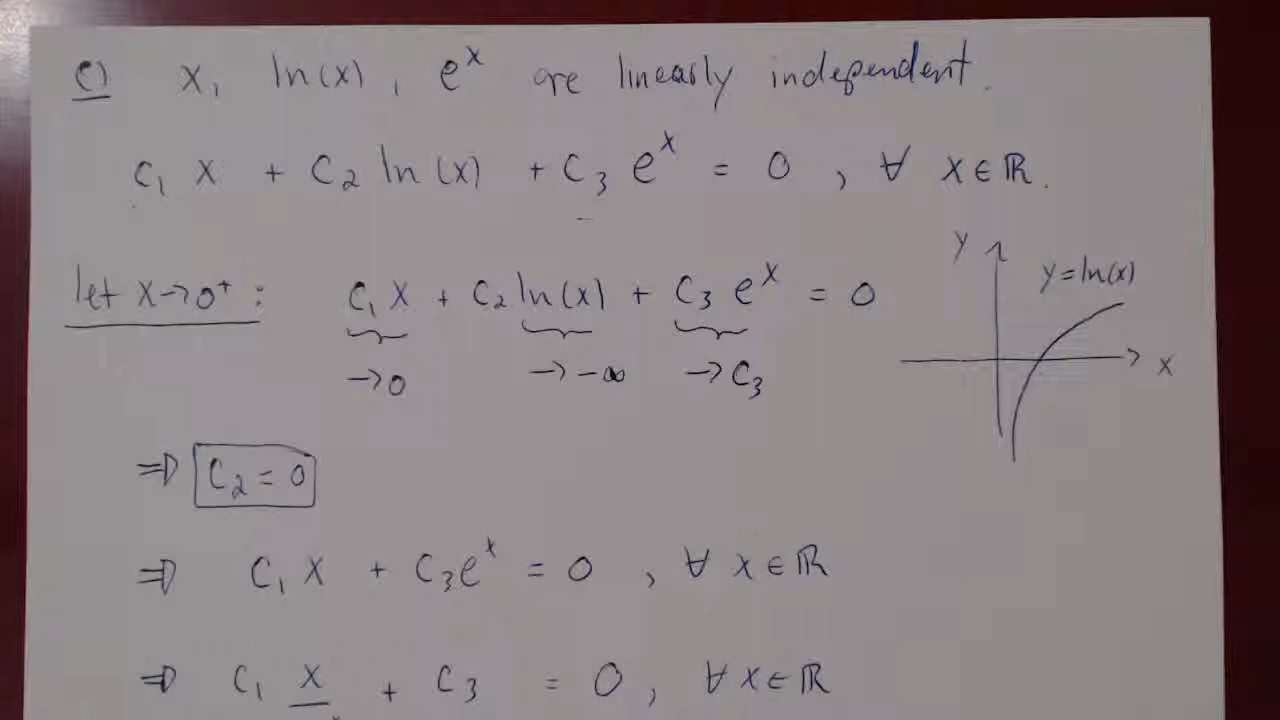 c) x, ln(x), e^x are linearly independent.
C₁ x + C₂ ln(x) + C₃ e^x = 0, ∀ x∈ℝ.
let x→0⁺: C₁ x + C₂ ln(x) + C₃ e^x = 0
→0 →-∞ →C₃
y
y=ln(x)
x
⇒ C₂ = 0
⇒ C₁ x + C₃e^x = 0, ∀ x∈ℝ
⇒ C₁ x + C₃ = 0, ∀ x∈ℝ